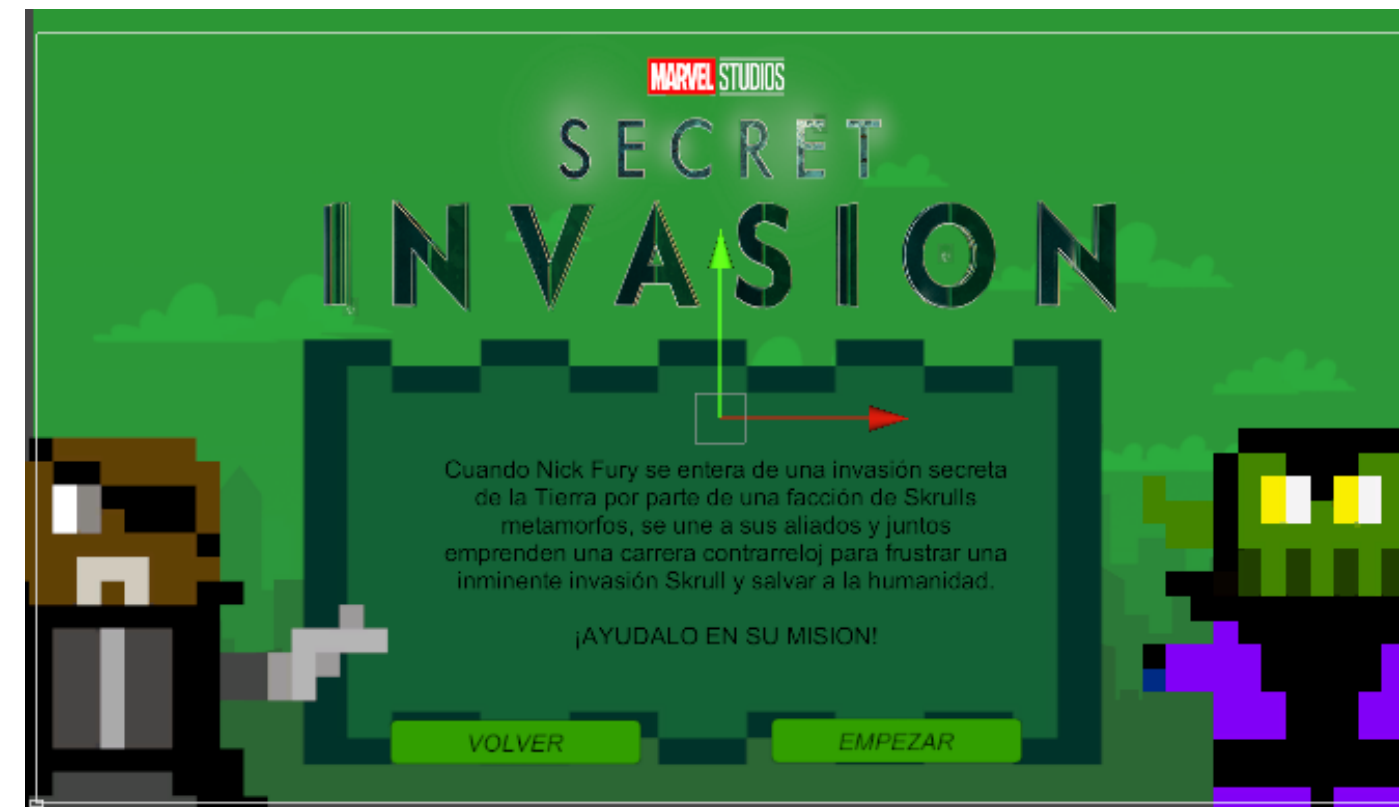 MARVEL STUDIOS
SECRET
INVASION
Cuando Nick Fury se entera de una invasión secreta
de la Tierra por parte de una facción de Skrulls
metamorfos, se une a sus aliados y juntos
emprenden una carrera contrarreloj para frustrar una
inminente invasión Skrull y salvar a la humanidad.
¡AYUDALO EN SU MISION!
VOLVER
EMPEZAR